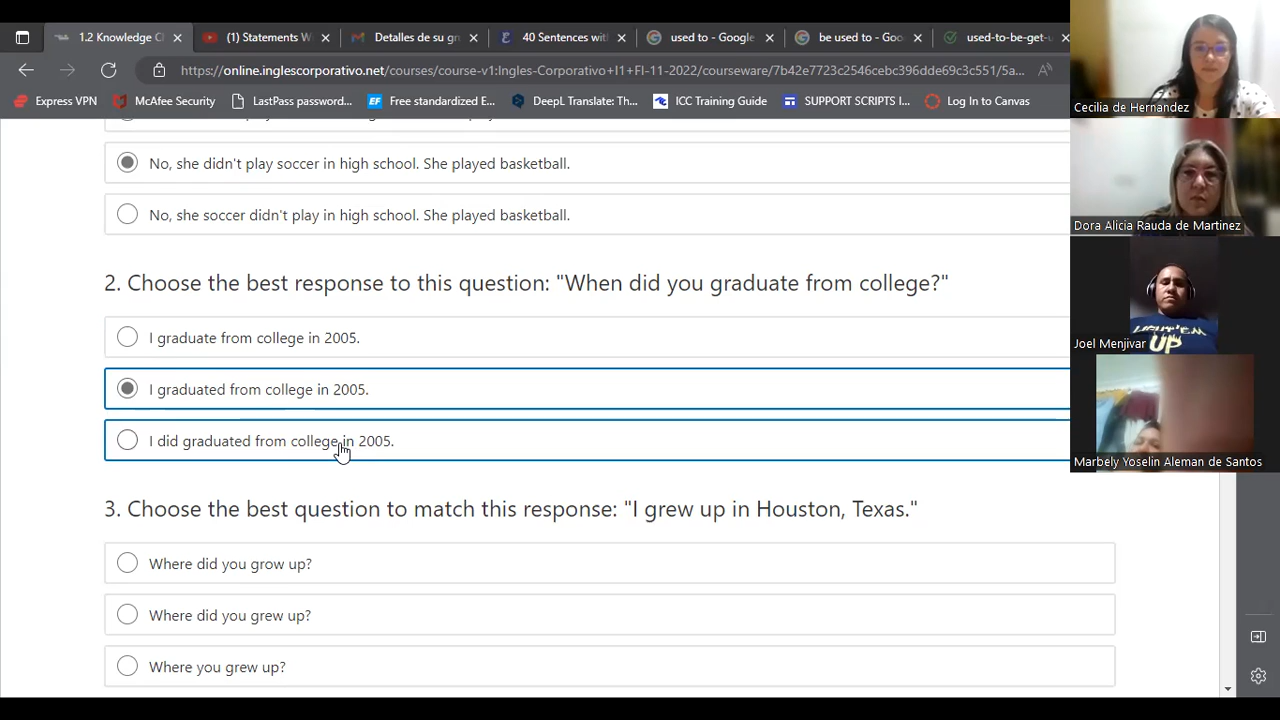 1.2 Knowledge C
(1) Statements W
Detalles de su gr
40 Sentences with
used to - Google
be used to - Goo
used-to-be-get-u
https://online.inglescorporativo.net/courses/course-v1:Ingles-Corporativo+I1+FI-11-2022/courseware/7b42e7723c2546cebc396dde69c3c551/5a...
Express VPN
McAfee Security
LastPass password...
Free standardized E...
DeepL Translate: Th...
ICC Training Guide
SUPPORT SCRIPTS I...
Log In to Canvas
Cecilia de Hernandez
No, she didn't play soccer in high school. She played basketball.
No, she soccer didn't play in high school. She played basketball.
Dora Alicia Rauda de Martinez
2. Choose the best response to this question: "When did you graduate from college?"
I graduate from college in 2005.
Joel Menjivar
I graduated from college in 2005.
I did graduated from college in 2005.
Marbely Yoselin Aleman de Santos
3. Choose the best question to match this response: "I grew up in Houston, Texas."
Where did you grow up?
Where did you grew up?
Where you grew up?